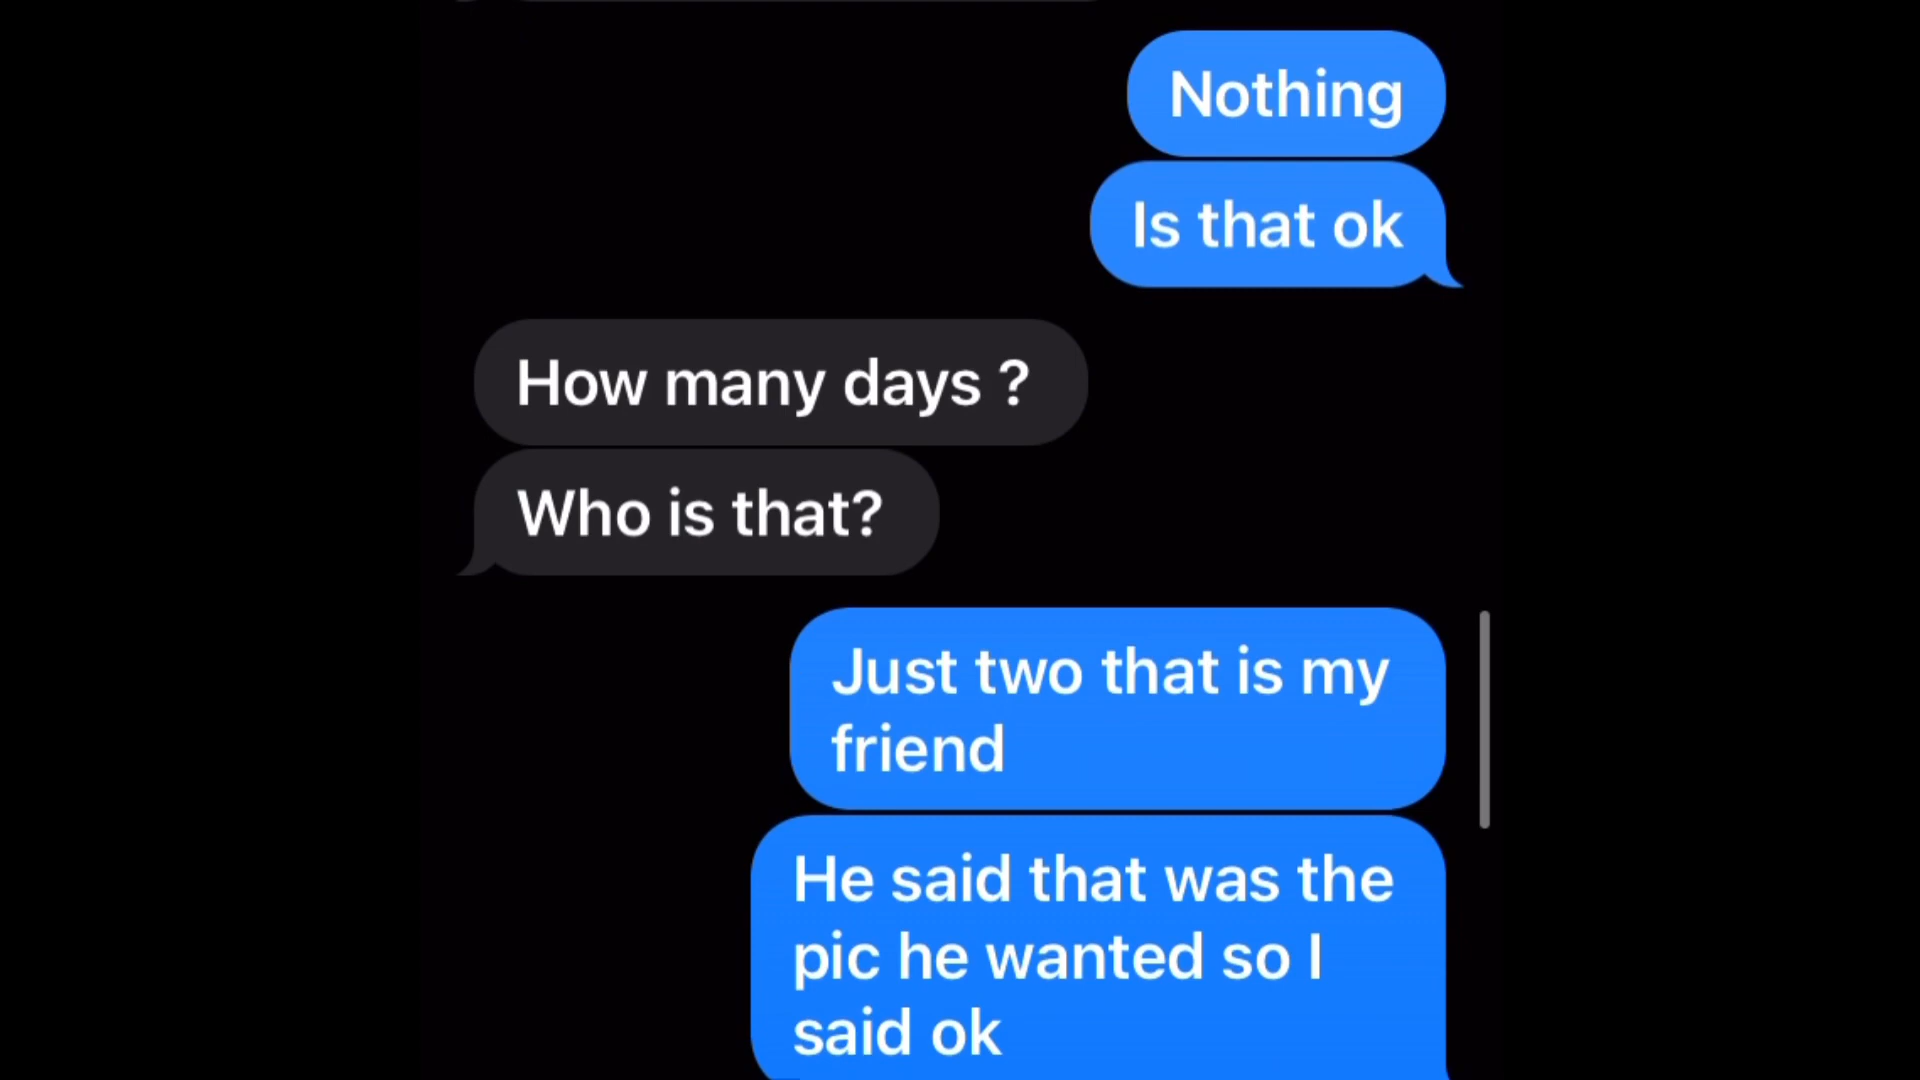 Nothing
Is that ok
How many days ?
Who is that?
Just two that is my
friend
He said that was the
pic he wanted so I
said ok